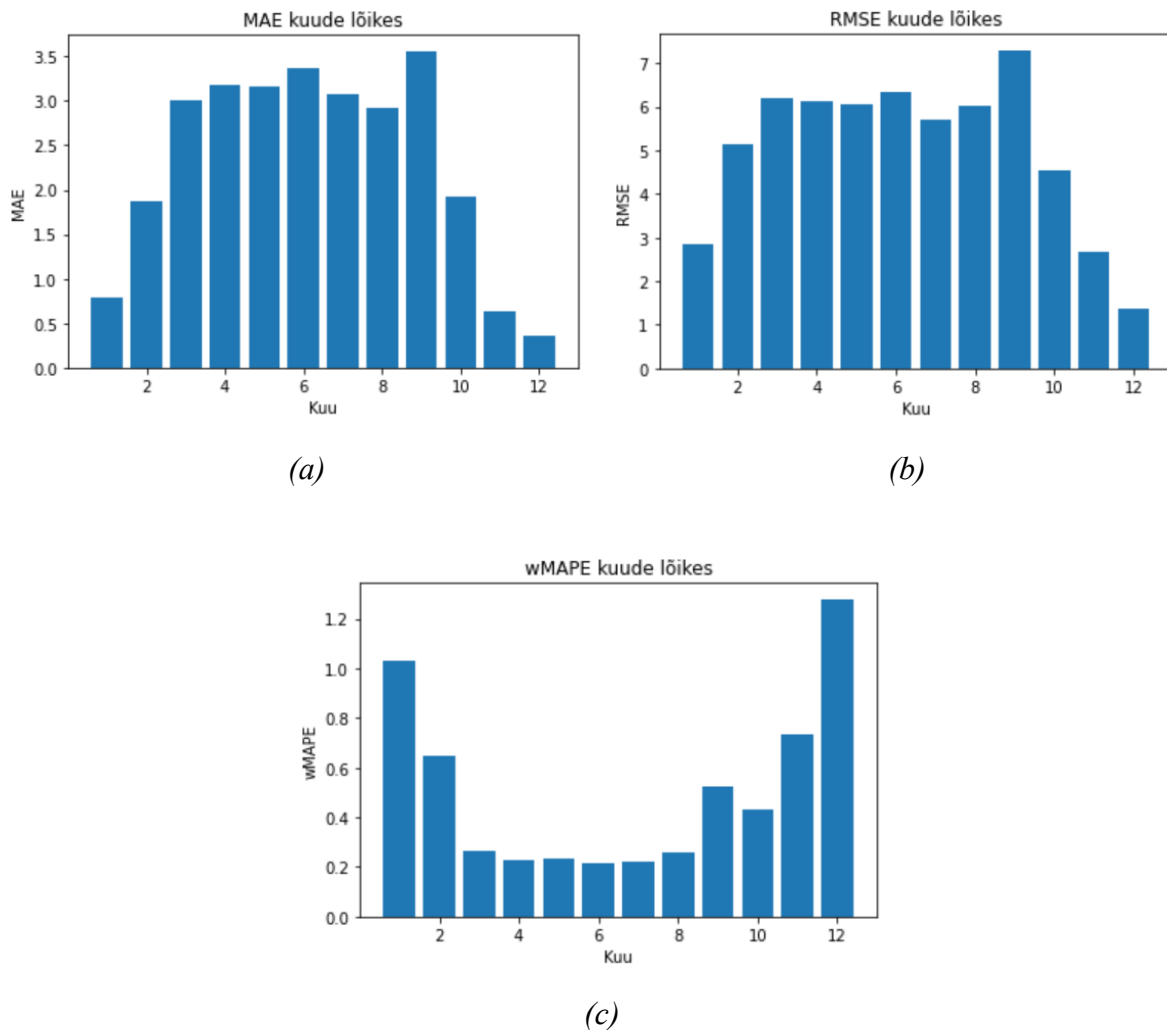 MAE kuude lõikes
3.5
3.0
2.5
2.0
1.5
1.0
0.5
0.0
MAE
2 4 6 8 10 12
Kuu
(a)
RMSE kuude lõikes
7
6
5
4
3
2
1
0
RMSE
2 4 6 8 10 12
Kuu
(b)
wMAPE kuude lõikes
1.2
1.0
0.8
0.6
0.4
0.2
0.0
wMAPE
2 4 6 8 10 12
Kuu
(c)